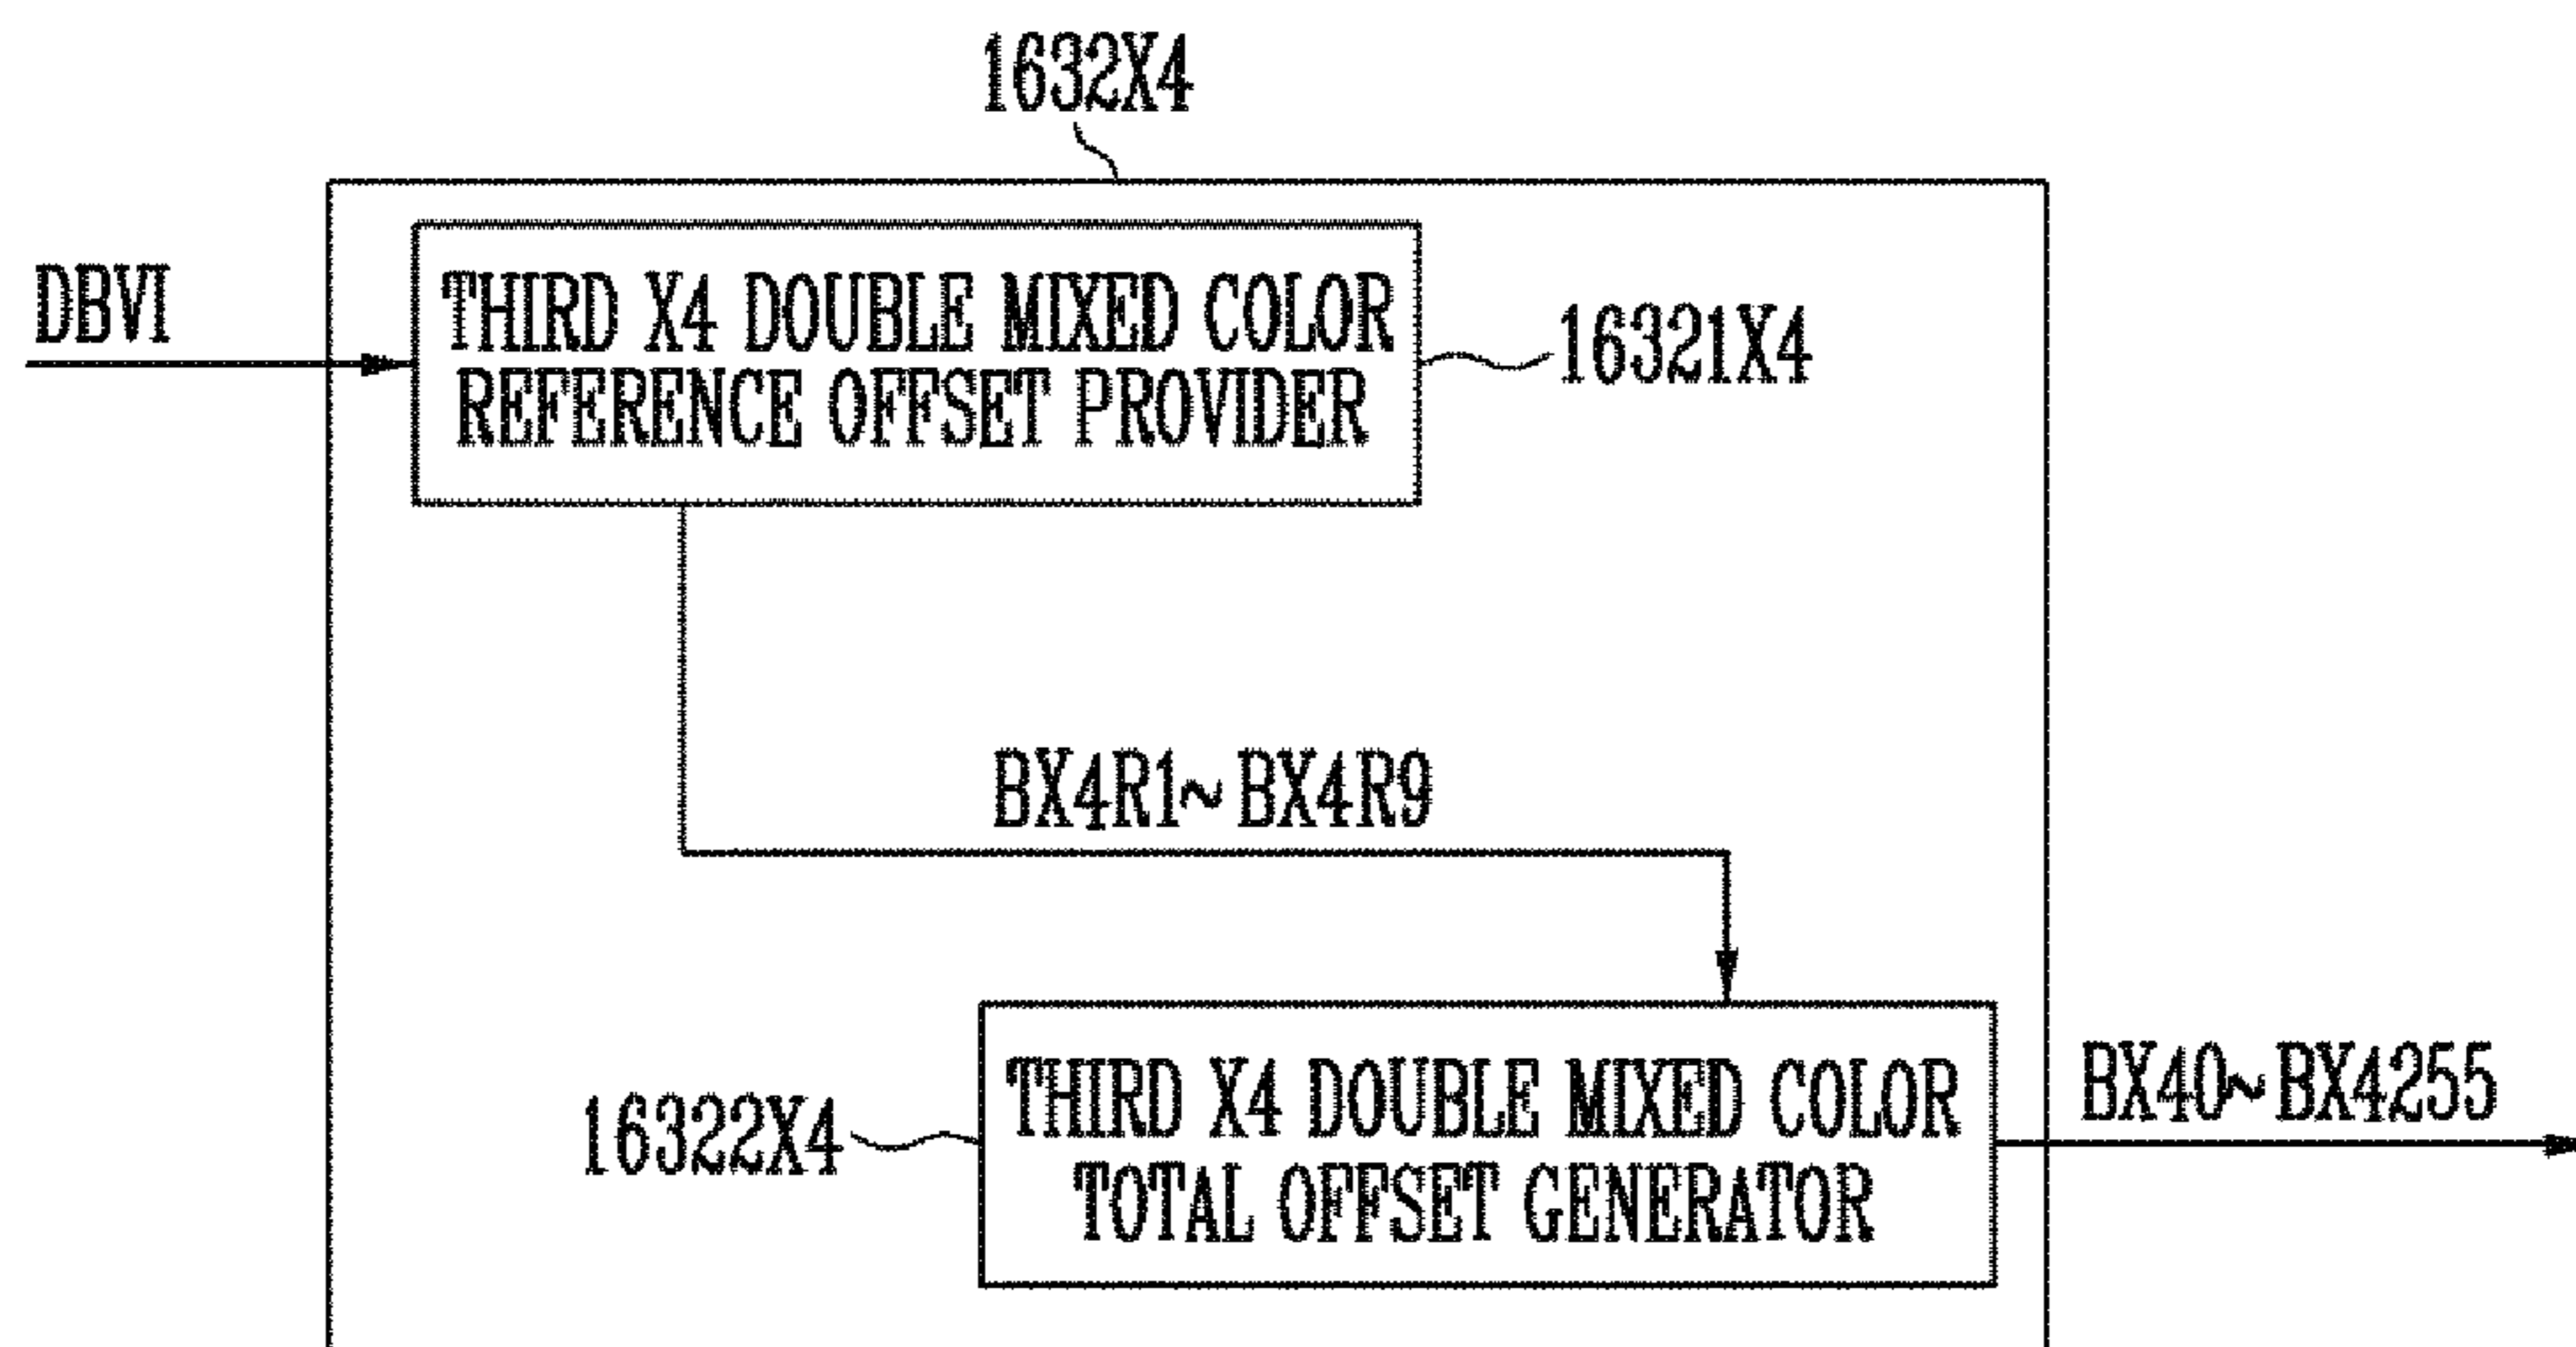 1632X4
DBVI
THIRD X4 DOUBLE MIXED COLOR
REFERENCE OFFSET PROVIDER
16321X4
BX4R1~BX4R9
THIRD X4 DOUBLE MIXED COLOR
TOTAL OFFSET GENERATOR
16322X4
BX40~BX4255